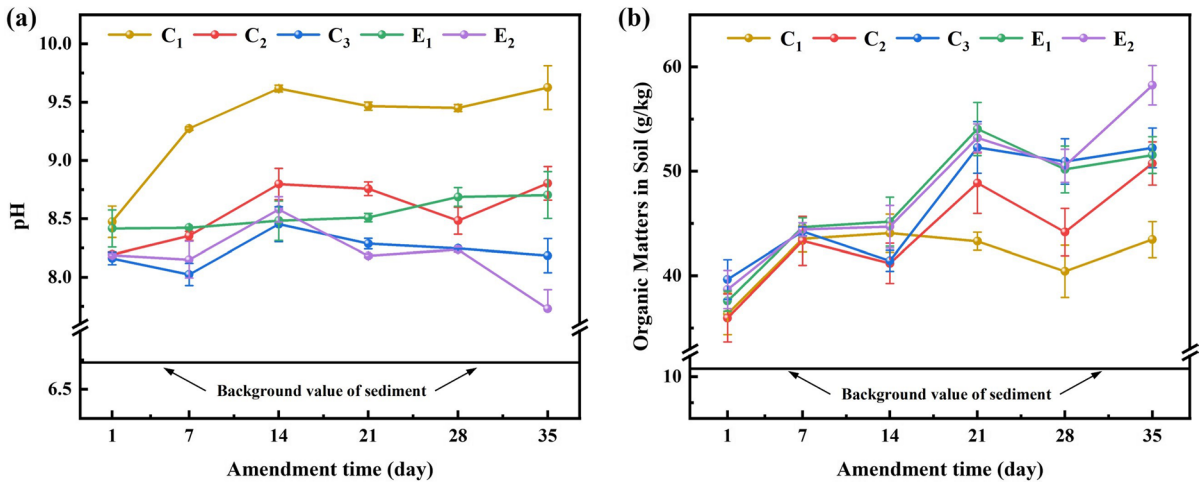 (a)
C₁ C₂ C₃ E₁ E₂
10.0
9.5
9.0
8.5
8.0
6.5
pH
Background value of sediment
1 7 14 21 28 35
Amendment time (day)
(b)
C₁ C₂ C₃ E₁ E₂
60
50
40
10
Organic Matters in Soil (g/kg)
Background value of sediment
1 7 14 21 28 35
Amendment time (day)